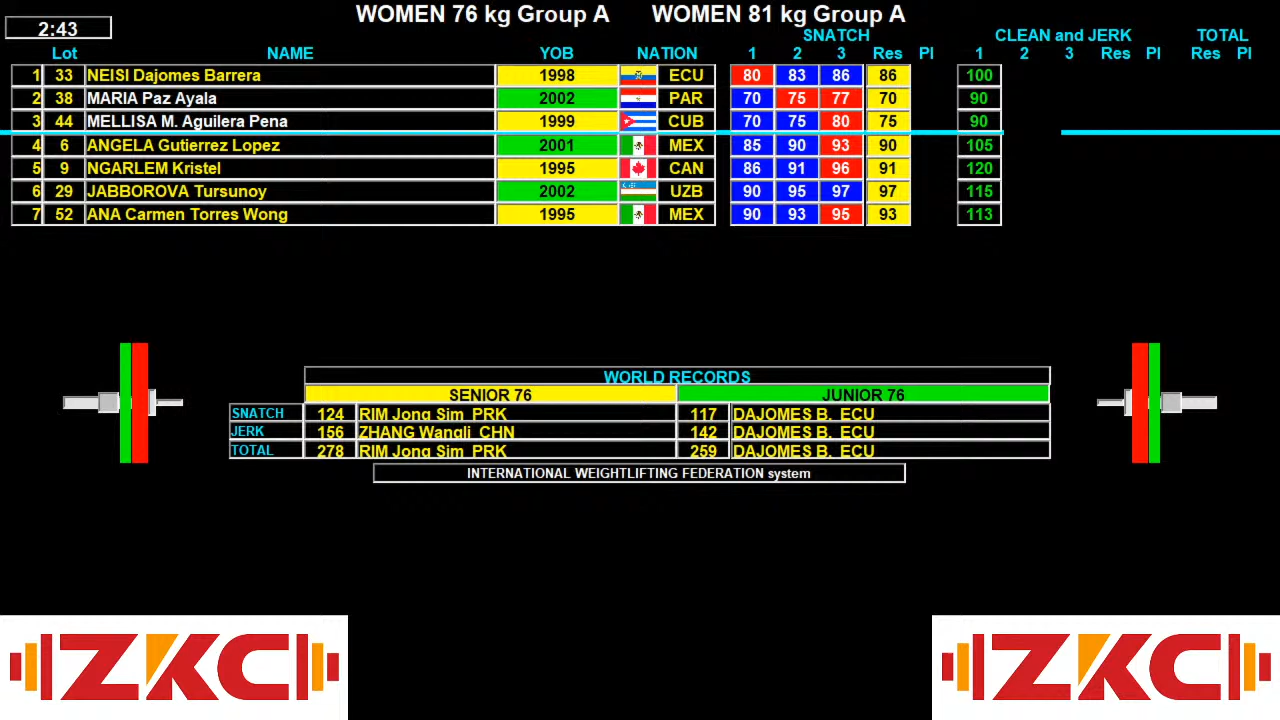 WOMEN 76 kg Group A WOMEN 81 kg Group A
2:43
SNATCH CLEAN and JERK TOTAL
Lot NAME YOB NATION 1 2 3 Res Pl 1 2 3 Res Pl Res Pl
1 33 NEISI Dajomes Barrera 1998 ECU 80 83 86 86 100
2 38 MARIA Paz Ayala 2002 PAR 70 75 77 70 90
3 44 MELLISA M. Aguilera Pena 1999 CUB 70 75 80 75 90
4 6 ANGELA Gutierrez Lopez 2001 MEX 85 90 93 90 105
5 9 NGARLEM Kristel 1995 CAN 86 91 96 91 120
6 29 JABBOROVA Tursunoy 2002 UZB 90 95 97 97 115
7 52 ANA Carmen Torres Wong 1995 MEX 90 93 95 93 113
WORLD RECORDS
SENIOR 76 JUNIOR 76
SNATCH 124 RIM Jong Sim PRK 117 DAJOMES B. ECU
JERK 156 ZHANG Wangli CHN 142 DAJOMES B. ECU
TOTAL 278 RIM Jong Sim PRK 259 DAJOMES B. ECU
INTERNATIONAL WEIGHTLIFTING FEDERATION system
ZKC ZKC